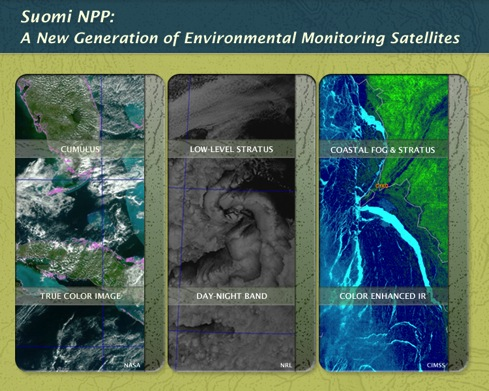 Suomi NPP:
A New Generation of Environmental Monitoring Satellites
CUMULUS
LOW-LEVEL STRATUS
COASTAL FOG & STRATUS
TRUE COLOR IMAGE
DAY-NIGHT BAND
COLOR ENHANCED IR
NASA
NRL
CIMSS